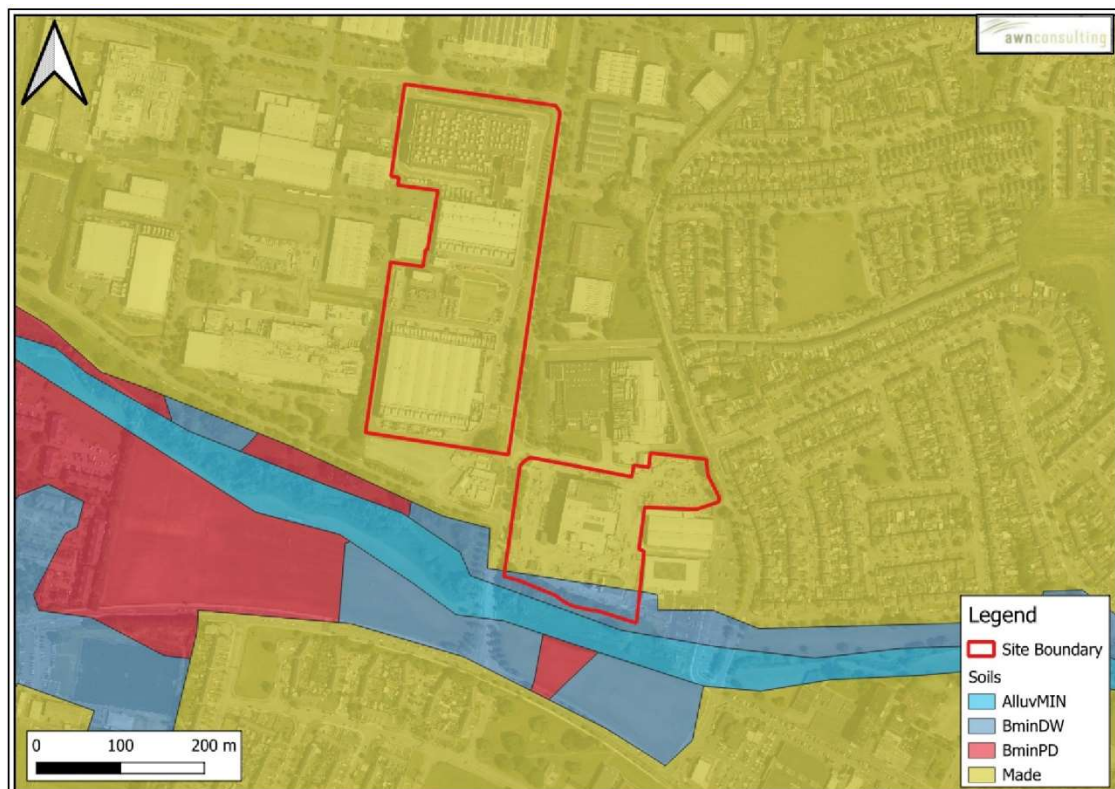 awnconsulting
Legend
Site Boundary
Soils
AlluvMIN
BminDW
BminPD
Made
0 100 200 m